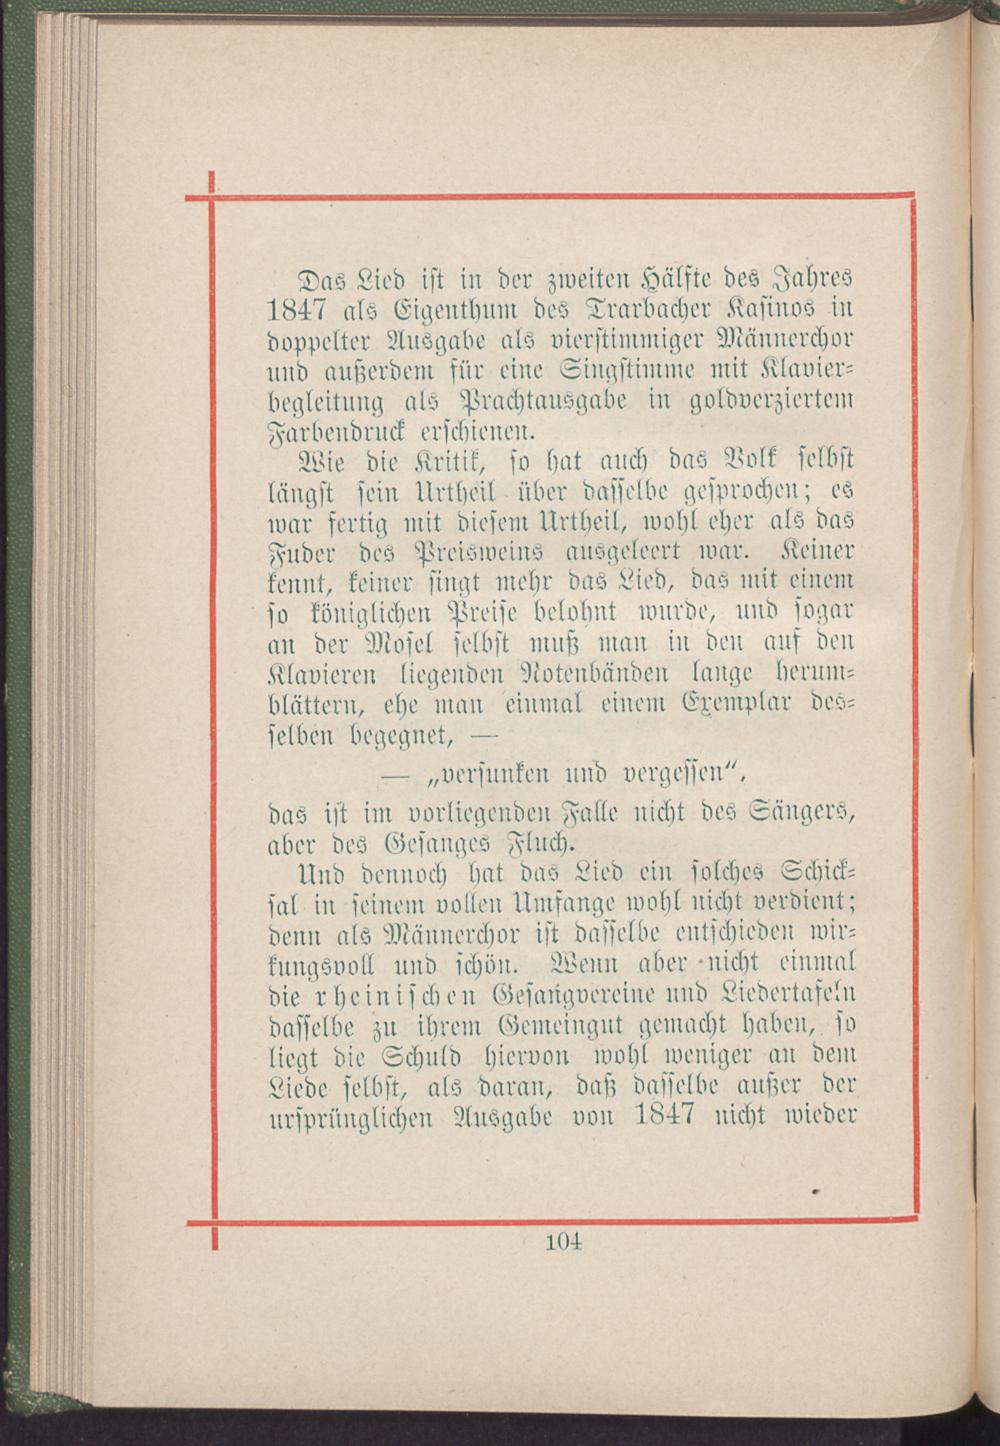 Das Lied ist in der zweiten Hälfte des Jahres
1847 als Eigenthum des Trarbacher Kasinos in
doppelter Ausgabe als vierstimmiger Männerchor
und außerdem für eine Singstimme mit Klavier-
begleitung als Prachtausgabe in goldverziertem
Farbendruck erschienen.
Wie die Kritik, so hat auch das Volk selbst
längst sein Urtheil über dasselbe gesprochen; es
war fertig mit diesem Urtheil, wohl eher als das
Fuder des Preisweins ausgeleert war. Keiner
kennt, keiner singt mehr das Lied, das mit einem
so königlichen Preise belohnt wurde, und sogar
an der Mosel selbst muß man in den auf den
Klavieren liegenden Notenbänden lange herum-
blättern, ehe man einmal einem Exemplar des-
selben begegnet, —
— „versunken und vergessen“,
das ist im vorliegenden Falle nicht des Sängers,
aber des Gesanges Fluch.
Und dennoch hat das Lied ein solches Schick-
sal in seinem vollen Umfange wohl nicht verdient;
denn als Männerchor ist dasselbe entschieden wir-
kungsvoll und schön. Wenn aber nicht einmal
die rheinischen Gesangvereine und Liedertafeln
dasselbe zu ihrem Gemeingut gemacht haben, so
liegt die Schuld hiervon wohl weniger an dem
Liede selbst, als daran, daß dasselbe außer der
ursprünglichen Ausgabe von 1847 nicht wieder
104